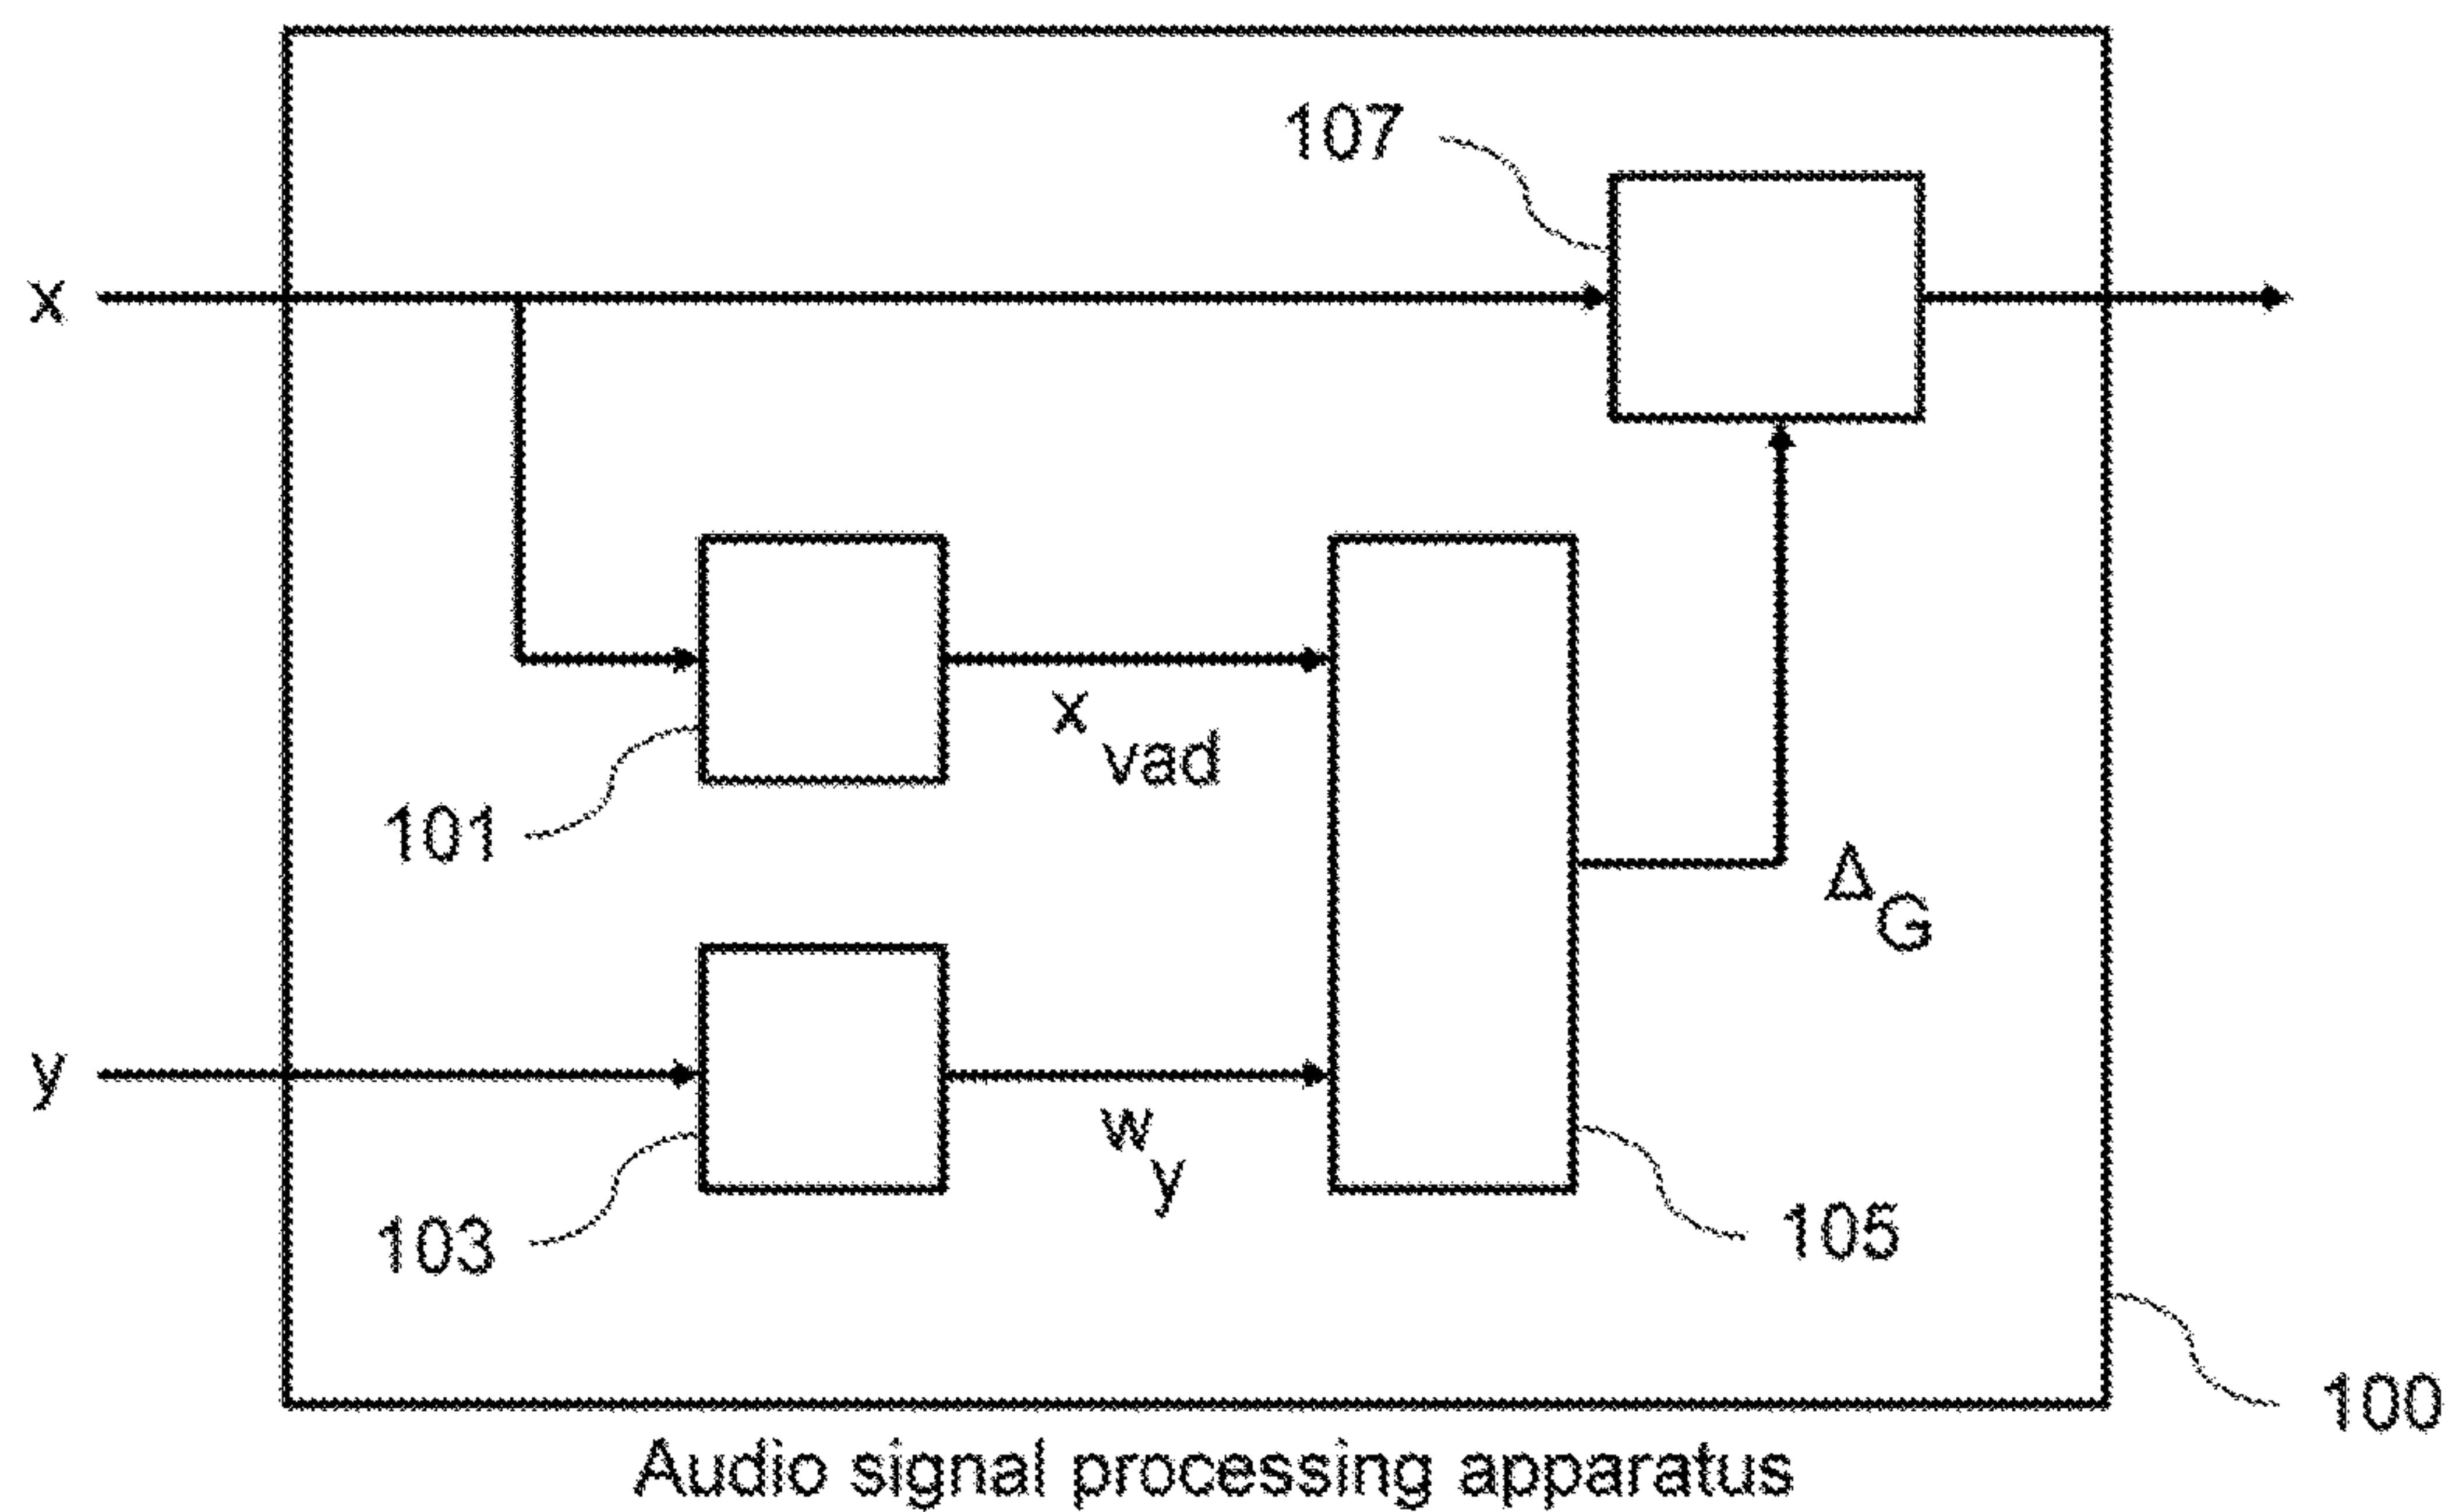 107
x
x vad
101
Δ G
y
w y
103
105
100
Audio signal processing apparatus